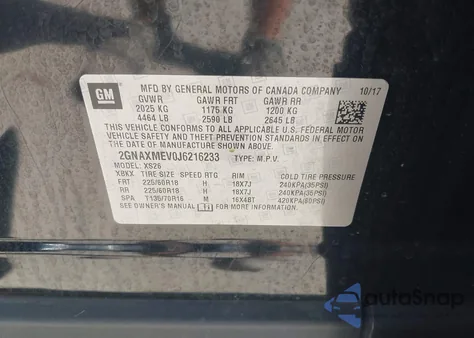 GM
MFD BY GENERAL MOTORS OF CANADA COMPANY 10/17
GVWR GAWR FRT GAWR RR
2025 KG 1175 KG 1200 KG
4464 LB 2590 LB 2645 LB
THIS VEHICLE CONFORMS TO ALL APPLICABLE U.S. FEDERAL
MOTOR VEHICLE SAFETY AND THEFT PREVENTION STANDARDS IN EFFECT ON
THE DATE OF MANUFACTURE SHOWN ABOVE.
2GNAXMEV0J6216233 TYPE: M.P.V.
MODEL: XS26
XBXX TIRE SIZE SPEED RTG RIM COLD TIRE PRESSURE
FRT 225/60R18 H 18X7J 240KPA(35PSI)
RR 225/60R18 H 18X7J 240KPA(35PSI)
SPA T135/70R16 M 16X4BT 420KPA(60PSI)
SEE OWNER'S MANUAL FOR MORE INFORMATION.
autoSnap